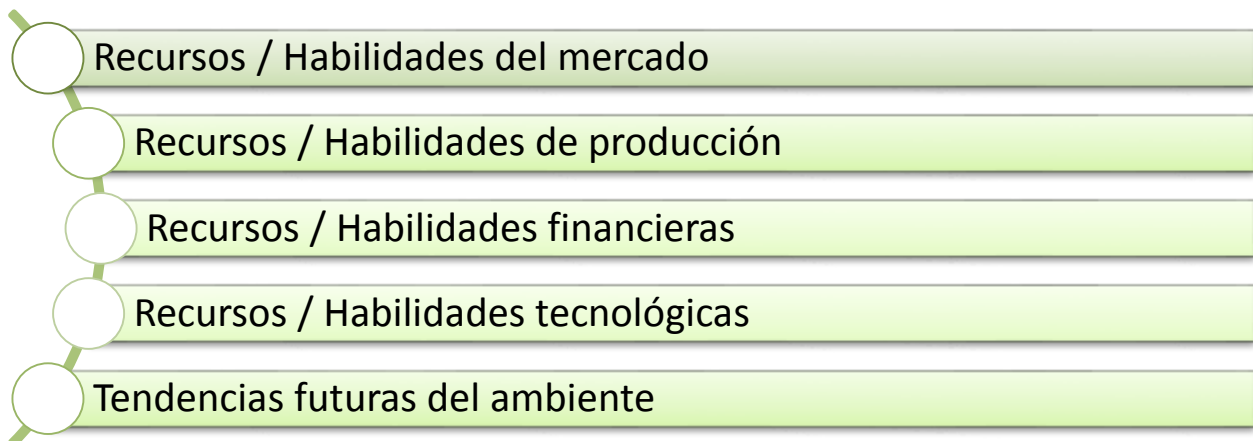 Recursos / Habilidades del mercado
Recursos / Habilidades de producción
Recursos / Habilidades financieras
Recursos / Habilidades tecnológicas
Tendencias futuras del ambiente